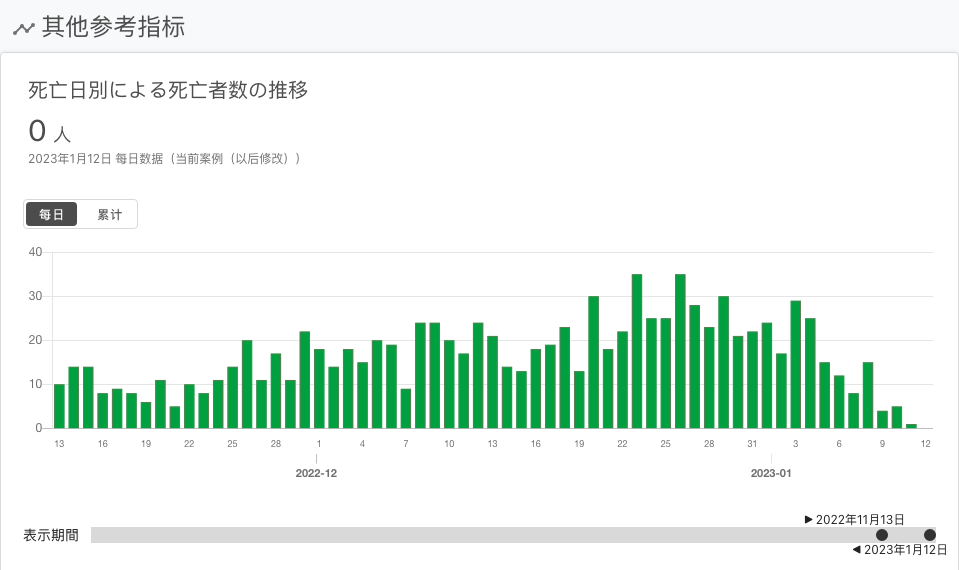 其他参考指标
死亡日別による死亡者数の推移
0 人
2023年1月12日 每日数据（当前案例（以后修改））
每日 累计
40
30
20
10
0
13 16 19 22 25 28 1 4 7 10 13 16 19 22 25 28 31 3 6 9 12
2022-12 2023-01
▶ 2022年11月13日
表示期間
◀ 2023年1月12日